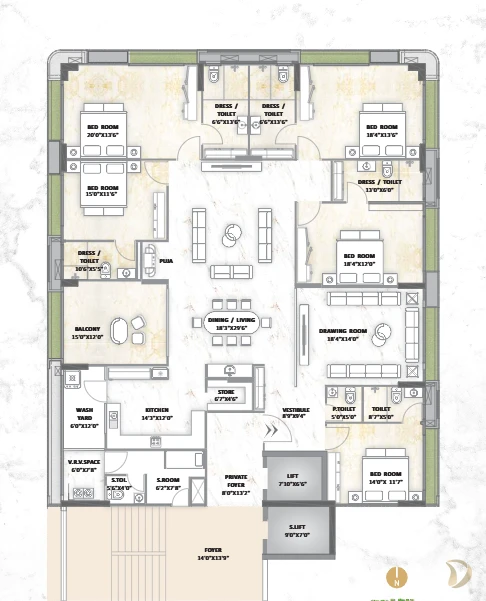 DRESS /
TOILET
6'6"X13'6"
DRESS /
TOILET
6'6"X13'6"
BED ROOM
20'0"X13'6"
BED ROOM
18'4"X13'6"
BED ROOM
15'0"X11'6"
DRESS / TOILET
13'0"X6'0"
DRESS /
TOILET
10'6"X5'5"
PUJA
BED ROOM
18'4"X12'0"
BALCONY
15'0"X12'0"
DINING / LIVING
18'3"X29'6"
DRAWING ROOM
18'4"X14'0"
STORE
6'7"X4'6"
WASH
YARD
6'0"X12'0"
KITCHEN
14'3"X12'0"
VESTIBULE
8'9"X9'4"
P.TOILET
5'0"X5'0"
TOILET
8'7"X5'0"
V.R.V.SPACE
6'0"X7'8"
S.TOI.
5'6"X4'0"
S.ROOM
6'2"X7'8"
PRIVATE
FOYER
8'0"X13'2"
LIFT
7'10"X6'6"
BED ROOM
14'0"X 11'7"
S.LIFT
9'0"X7'0"
FOYER
14'0"X13'9"
N